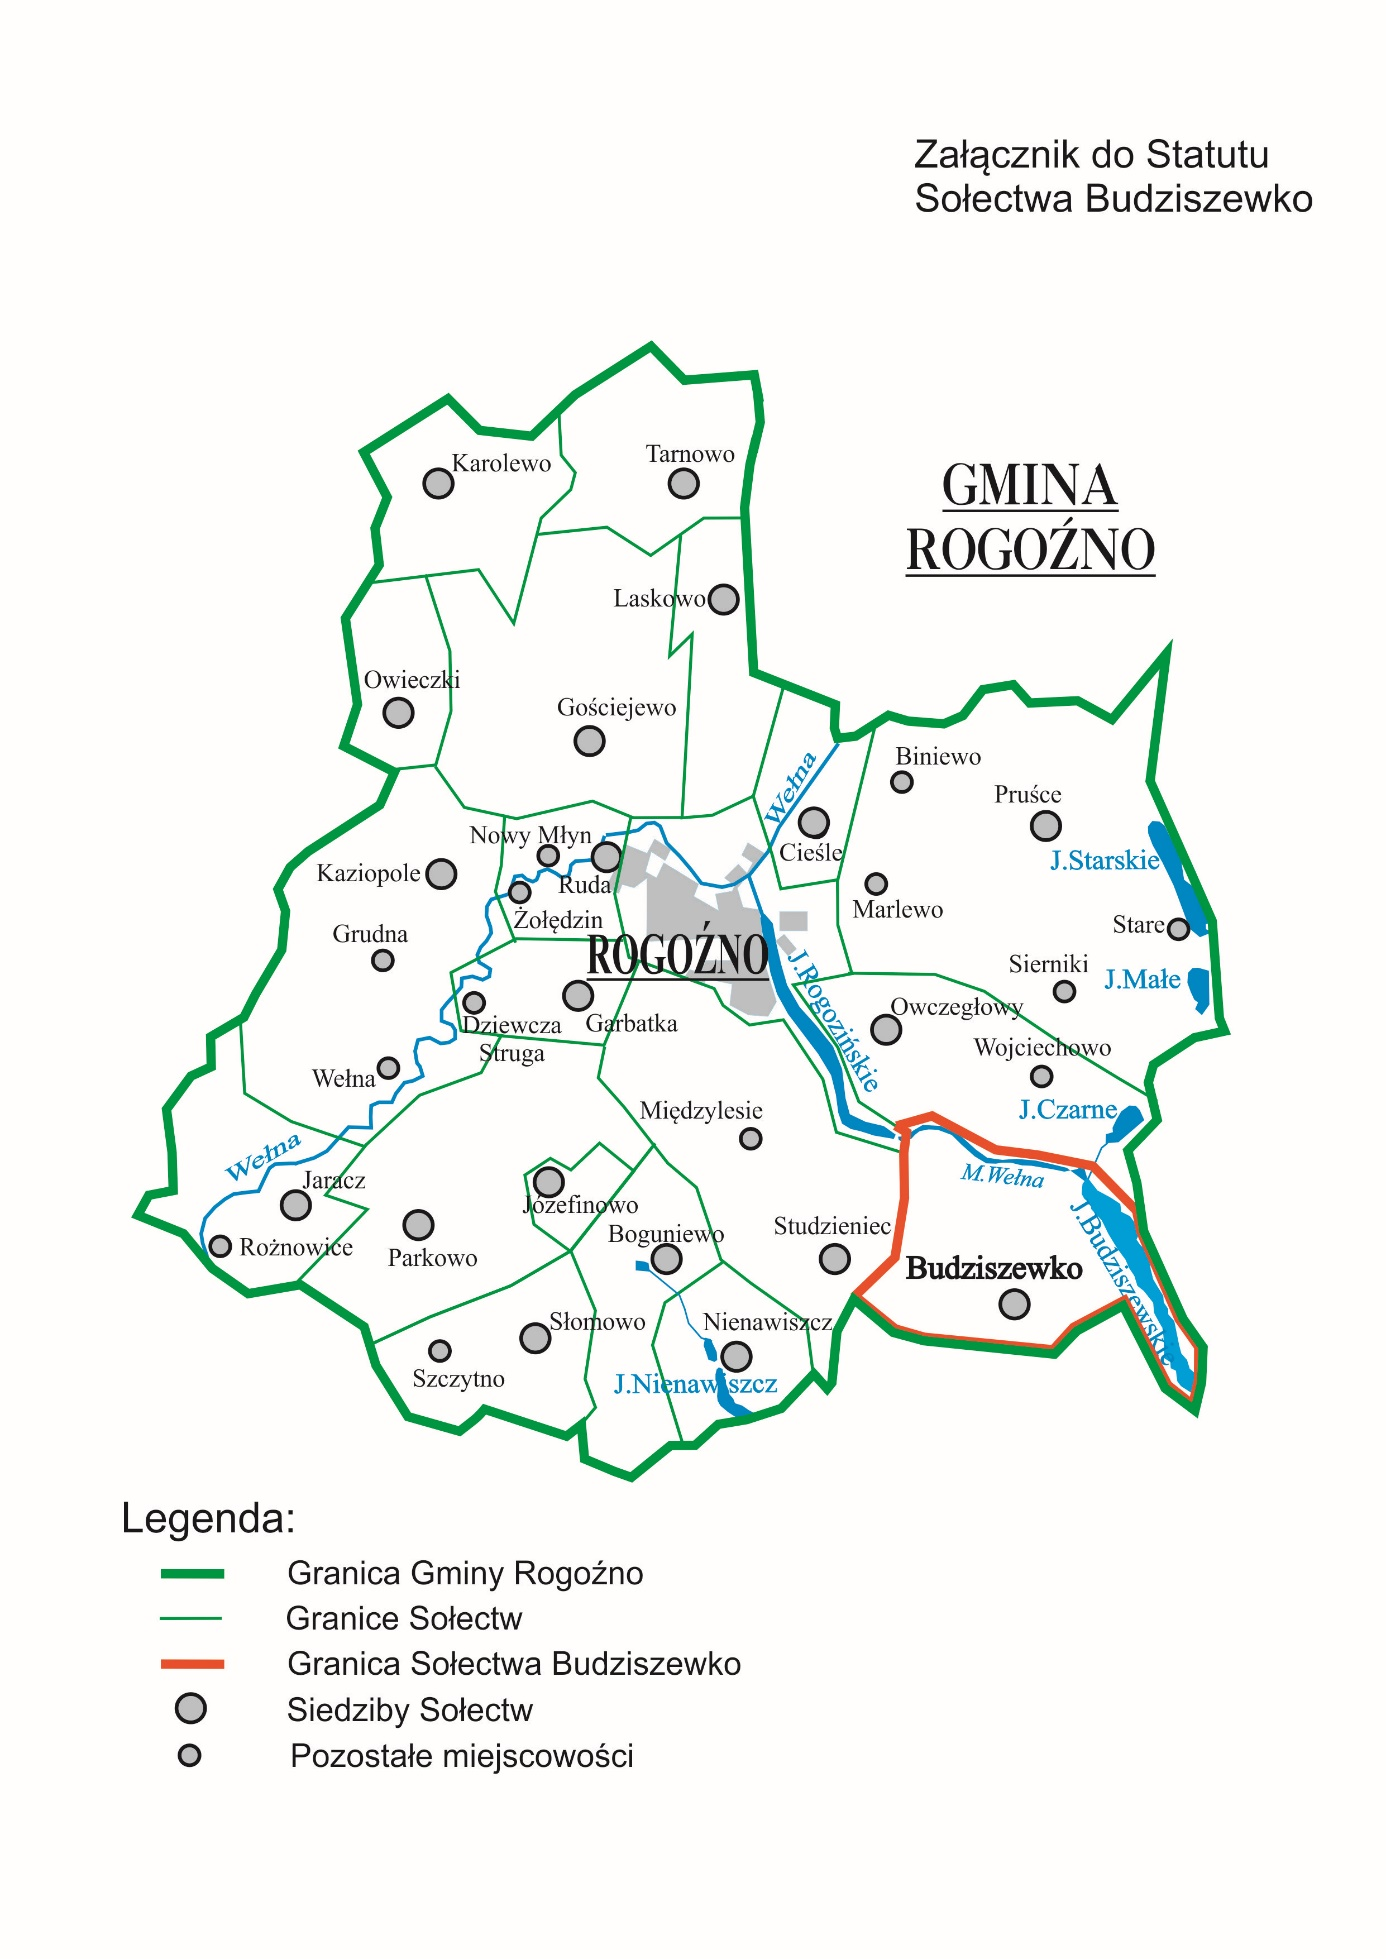 Załącznik do Statutu
Sołectwa Budziszewko
GMINA
ROGOŹNO
Karolewo
Tarnowo
Laskowo
Owieczki
Gościejewo
Biniewo
Wełna
Pruśce
Nowy Młyn
Cieśle
J.Starskie
Kaziopole
Ruda
Marlewo
Żołędzin
Stare
Grudna
ROGOŹNO
Sierniki
J.Małe
J.Rogozińskie
Owczegłowy
Dziewcza
Struga
Garbatka
Wojciechowo
Wełna
Międzylesie
J.Czarne
Wełna
M.Wełna
Jaracz
Józefinowo
J.Budziszewskie
Rożnowice
Parkowo
Boguniewo
Studzieniec
Budziszewko
Słomowo
Nienawiszcz
Szczytno
J.Nienawiszcz
Legenda:
Granica Gminy Rogoźno
Granice Sołectw
Granica Sołectwa Budziszewko
Siedziby Sołectw
Pozostałe miejscowości